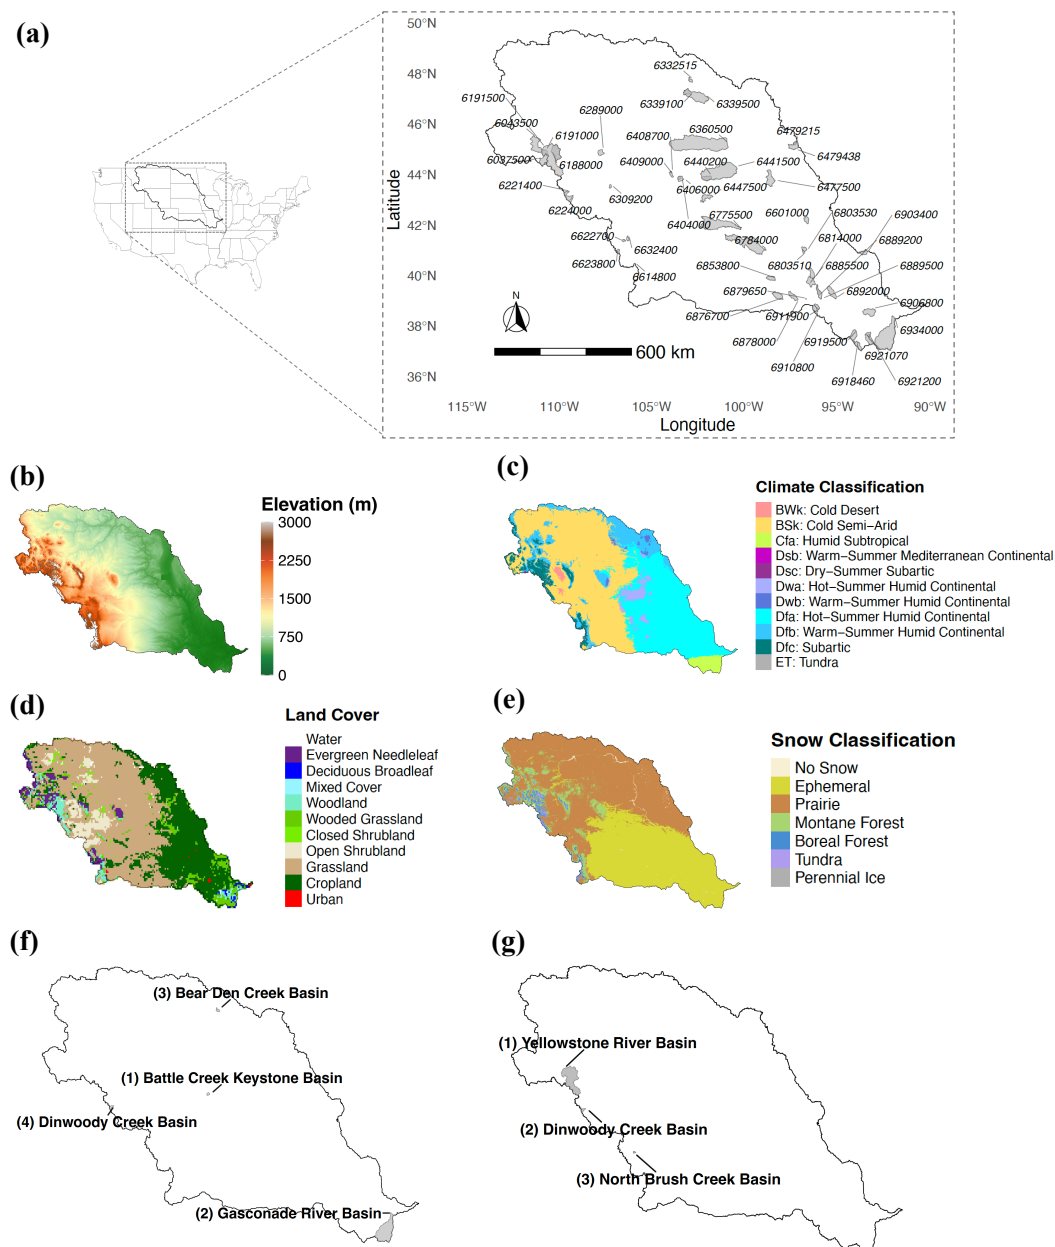 (a)
50°N
48°N
46°N
44°N
42°N
40°N
38°N
36°N
Latitude
115°W
110°W
105°W
100°W
95°W
90°W
Longitude
6332515
6191500
6339100
6339500
6289000
6043500
6191000
6408700
6360500
6479215
6037500
6188000
6409000
6440200
6441500
6479438
6221400
6406000
6447500
6477500
6224000
6309200
6404000
6775500
6601000
6803530
6903400
6622700
6632400
6784000
6814000
6889200
6623800
6614800
6853800
6803510
6885500
6889500
6879650
6892000
6906800
6876700
6911900
6934000
6878000
6919500
6921070
6910800
6918460
6921200
N
600 km
(b)
Elevation (m)
3000
2250
1500
750
0
(c)
Climate Classification
BWk: Cold Desert
BSk: Cold Semi–Arid
Cfa: Humid Subtropical
Dsb: Warm–Summer Mediterranean Continental
Dsc: Dry–Summer Subartic
Dwa: Hot–Summer Humid Continental
Dwb: Warm–Summer Humid Continental
Dfa: Hot–Summer Humid Continental
Dfb: Warm–Summer Humid Continental
Dfc: Subartic
ET: Tundra
(d)
Land Cover
Water
Evergreen Needleleaf
Deciduous Broadleaf
Mixed Cover
Woodland
Wooded Grassland
Closed Shrubland
Open Shrubland
Grassland
Cropland
Urban
(e)
Snow Classification
No Snow
Ephemeral
Prairie
Montane Forest
Boreal Forest
Tundra
Perennial Ice
(f)
(3) Bear Den Creek Basin
(1) Battle Creek Keystone Basin
(4) Dinwoody Creek Basin
(2) Gasconade River Basin
(g)
(1) Yellowstone River Basin
(2) Dinwoody Creek Basin
(3) North Brush Creek Basin